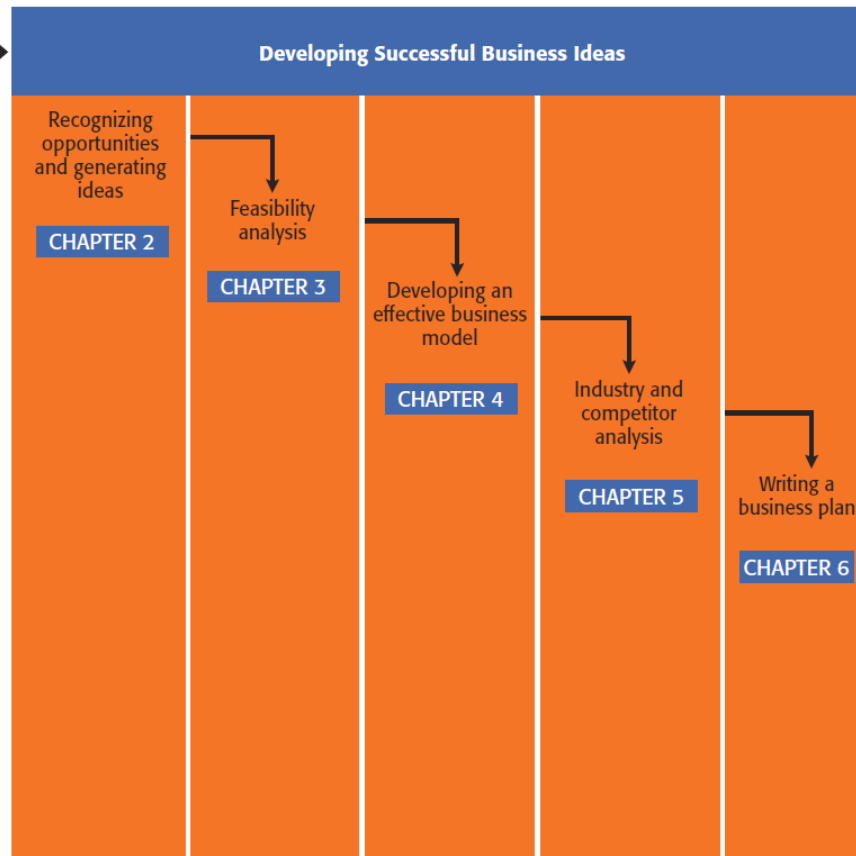 Developing Successful Business Ideas
Recognizing
opportunities
and generating
ideas
CHAPTER 2
Feasibility
analysis
CHAPTER 3
Developing an
effective business
model
CHAPTER 4
Industry and
competitor
analysis
CHAPTER 5
Writing a
business plan
CHAPTER 6